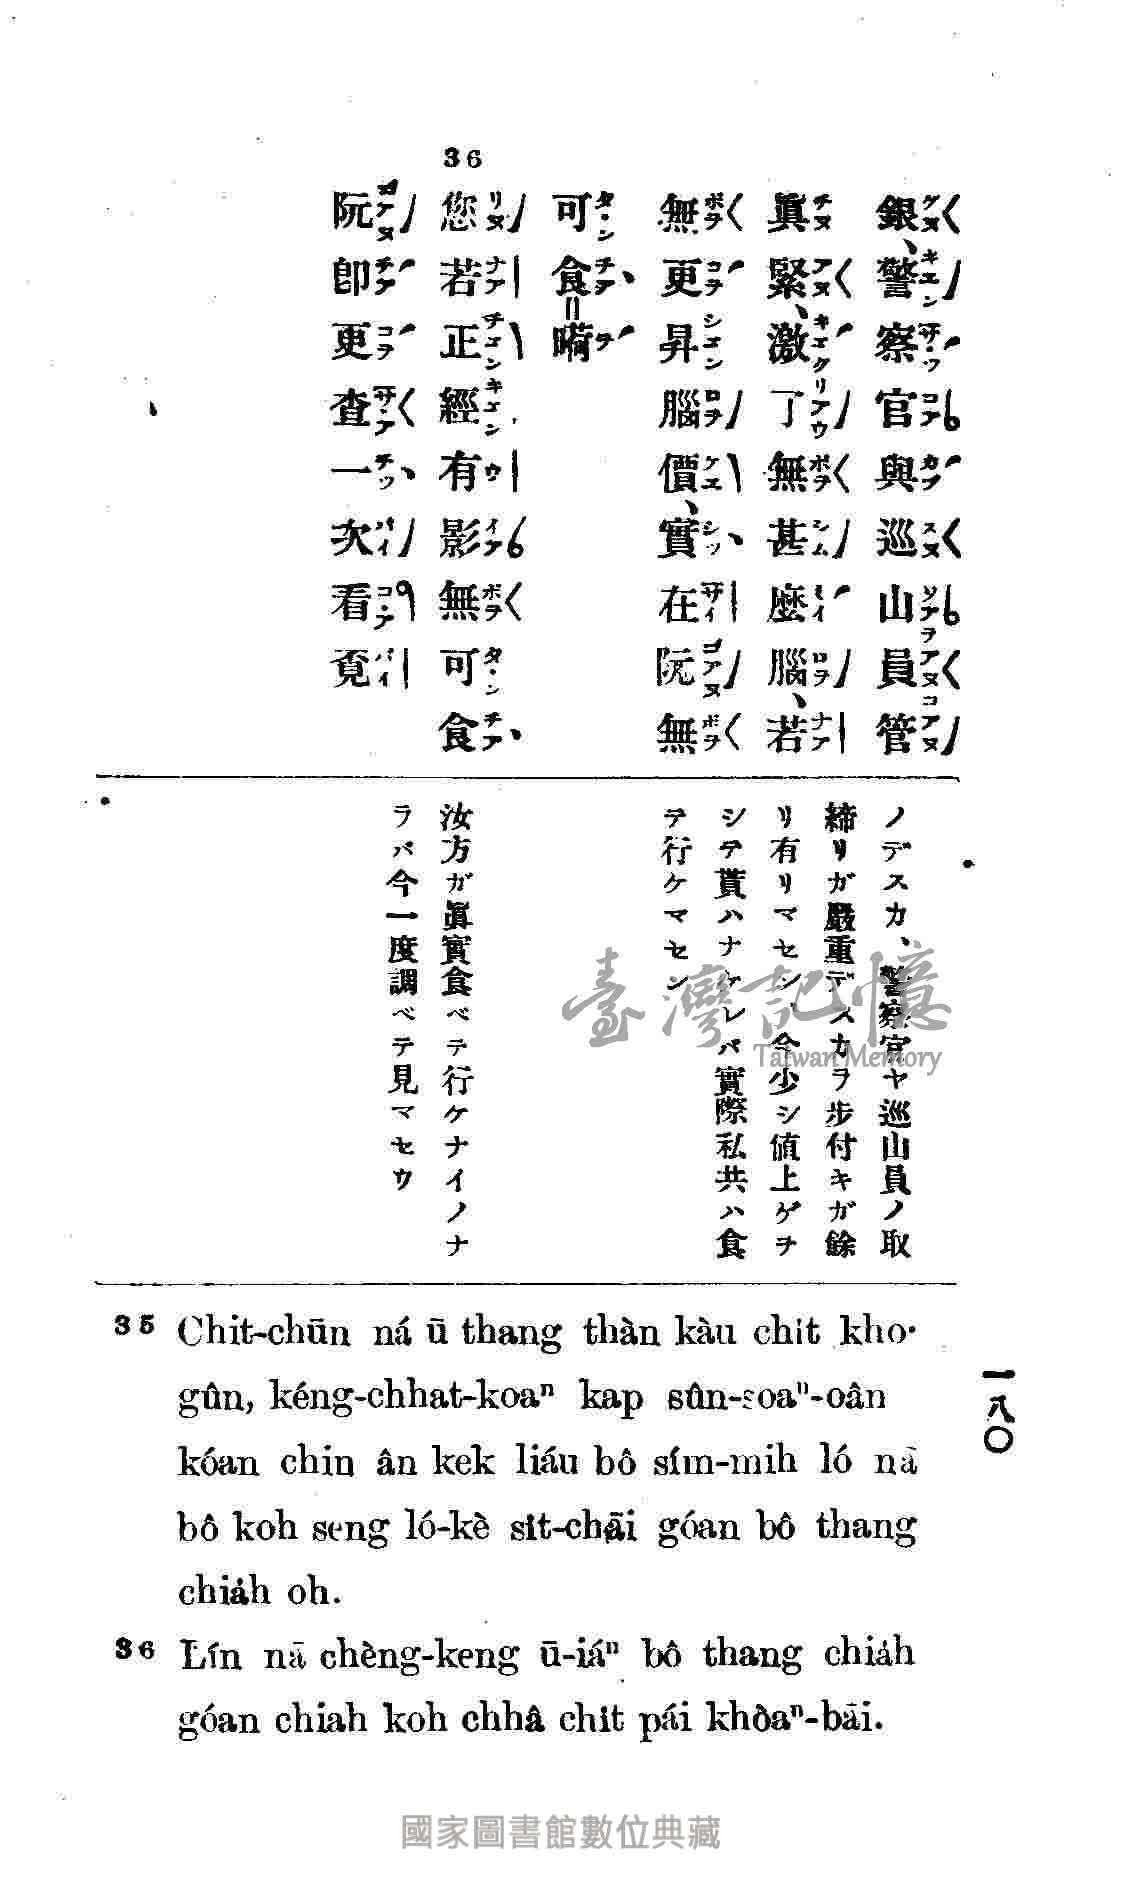 銀、警察官與巡山員管
眞緊、激了無甚麼腦、若
無更昇腦價、實在阮無
可食=嗬
36
您若正經有影無可食
阮卽更查一次看覔
ノデスカ、警察官ヤ巡山員ノ取
締リガ嚴重デスカラ步付キガ餘
リ有リマセン、今少シ値上ゲヲ
シテ貰ハナケレバ實際私共ハ食
テ行ケマセン
汝方ガ眞實食ベテ行ケナイノナ
ラバ今一度調ベテ見マセウ
35 Chit-chūn ná ū thang thàn kàu chit kho·
gûn, kéng-chhat-koaⁿ kap sûn-soaⁿ-oân
kóan chin ân kek liáu bô sím-mih ló nā
bô koh seng ló-kè sit-chāi góan bô thang
chia̍h oh.
36 Lín nā chèng-keng ū-iáⁿ bô thang chia̍h
góan chiah koh chhâ chit pái khòaⁿ-bāi.
一八〇
臺灣記憶
Taiwan Memory
國家圖書館數位典藏